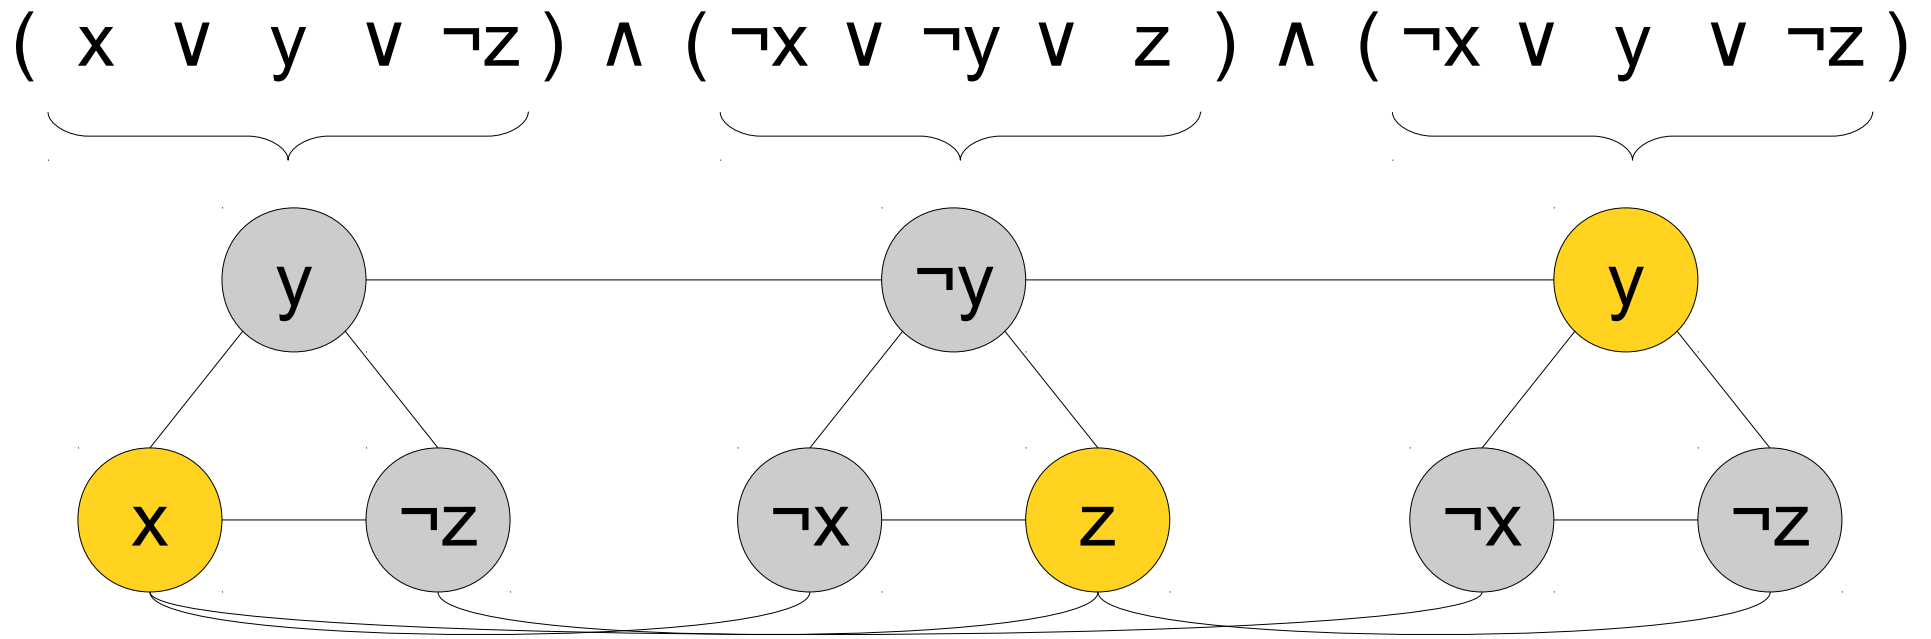 ( x ∨ y ∨ ¬z ) ∧ ( ¬x ∨ ¬y ∨ z ) ∧ ( ¬x ∨ y ∨ ¬z )
y ¬y y
x ¬z ¬x z ¬x ¬z